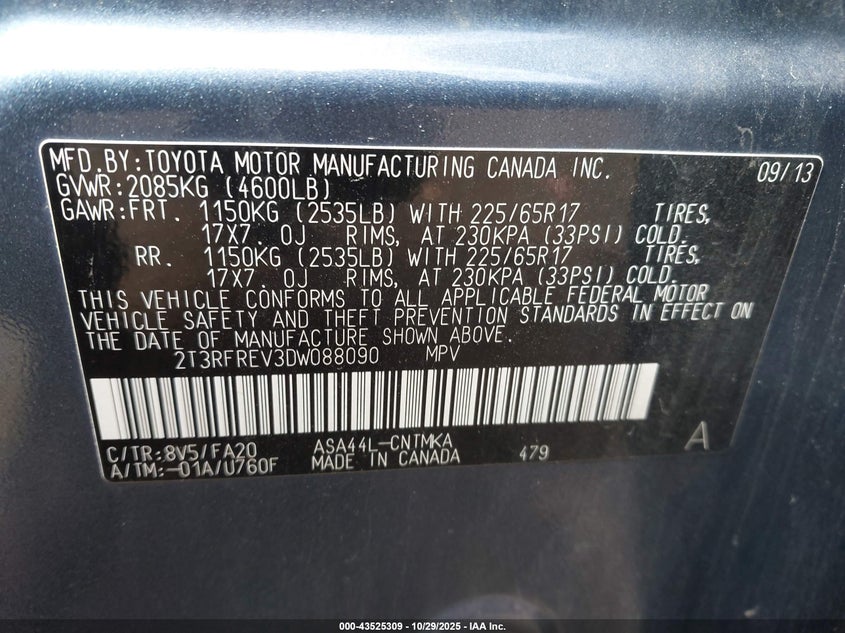 MFD.BY:TOYOTA MOTOR MANUFACTURING CANADA INC. 09/13
GVWR:2085KG (4600LB)
GAWR:FRT. 1150KG (2535LB) WITH 225/65R17 TIRES,
17X7.0J RIMS, AT 230KPA (33PSI) COLD.
RR. 1150KG (2535LB) WITH 225/65R17 TIRES,
17X7.0J RIMS, AT 230KPA (33PSI) COLD.
THIS VEHICLE CONFORMS TO ALL APPLICABLE FEDERAL MOTOR
VEHICLE SAFETY AND THEFT PREVENTION STANDARDS IN EFFECT ON
THE DATE OF MANUFACTURE SHOWN ABOVE.
2T3RFREV3DW088090 MPV
C/TR:8V5/FA20 ASA44L-CNTMKA 479 A
A/TM:-01A/U760F MADE IN CANADA
000-43525309 | 10/29/2025 - IAA Inc.